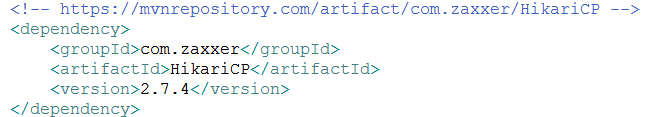 <!-- https://mvnrepository.com/artifact/com.zaxxer/HikariCP -->
<dependency>
    <groupId>com.zaxxer</groupId>
    <artifactId>HikariCP</artifactId>
    <version>2.7.4</version>
</dependency>